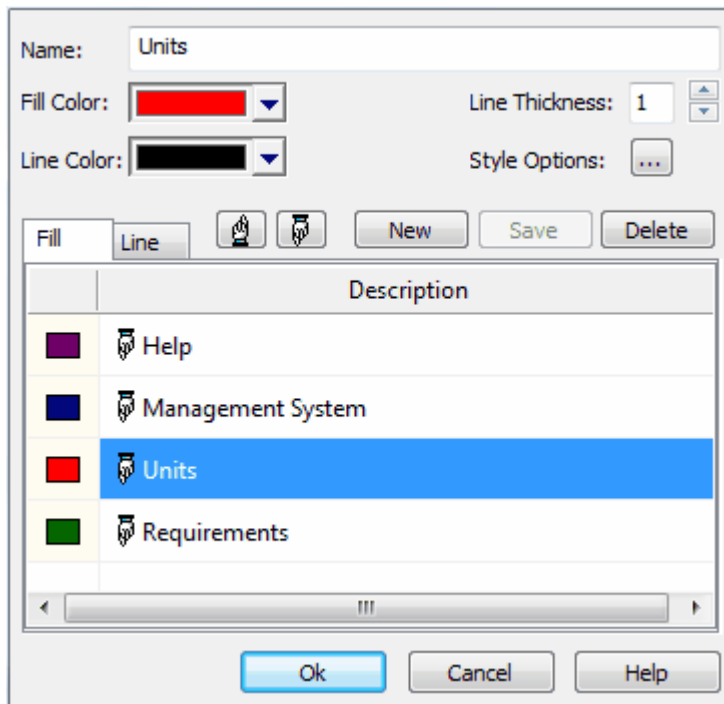 Name: Units
Fill Color: Line Thickness: 1
Line Color: Style Options: ...
Fill Line New Save Delete
Description
Help
Management System
Units
Requirements
Ok Cancel Help